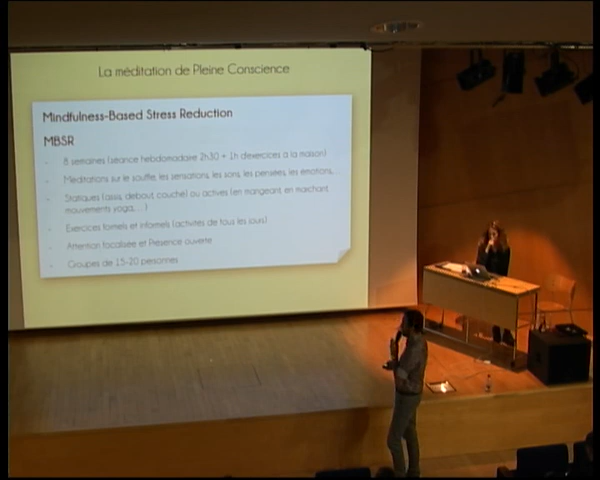 La méditation de Pleine Conscience
Mindfulness-Based Stress Reduction
MBSR
- 8 semaines (séance hebdomadaire 2h30 + 1h d'exercices à la maison)
- Méditations sur le souffle, les sensations, les sons, les pensées, les émotions,...
- Statiques (assis, debout, couché) ou actives (en mangeant, en marchant,
mouvements yoga,...)
- Exercices formels et informels (activités de tous les jours)
- Attention focalisée et Présence ouverte
- Groupes de 15-20 personnes